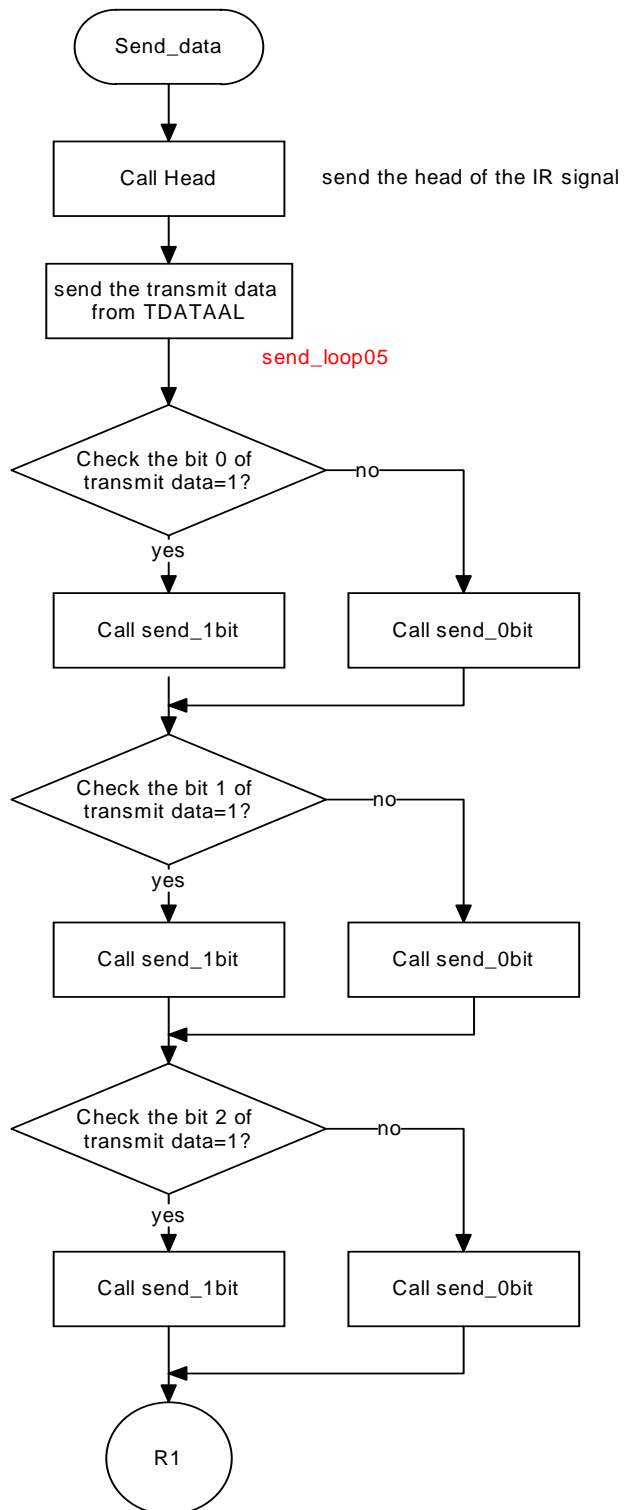 Send_data
Call Head
send the head of the IR signal
send the transmit data
from TDATAAL
send_loop05
Check the bit 0 of
transmit data=1?
no
yes
Call send_1bit
Call send_0bit
Check the bit 1 of
transmit data=1?
no
yes
Call send_1bit
Call send_0bit
Check the bit 2 of
transmit data=1?
no
yes
Call send_1bit
Call send_0bit
R1